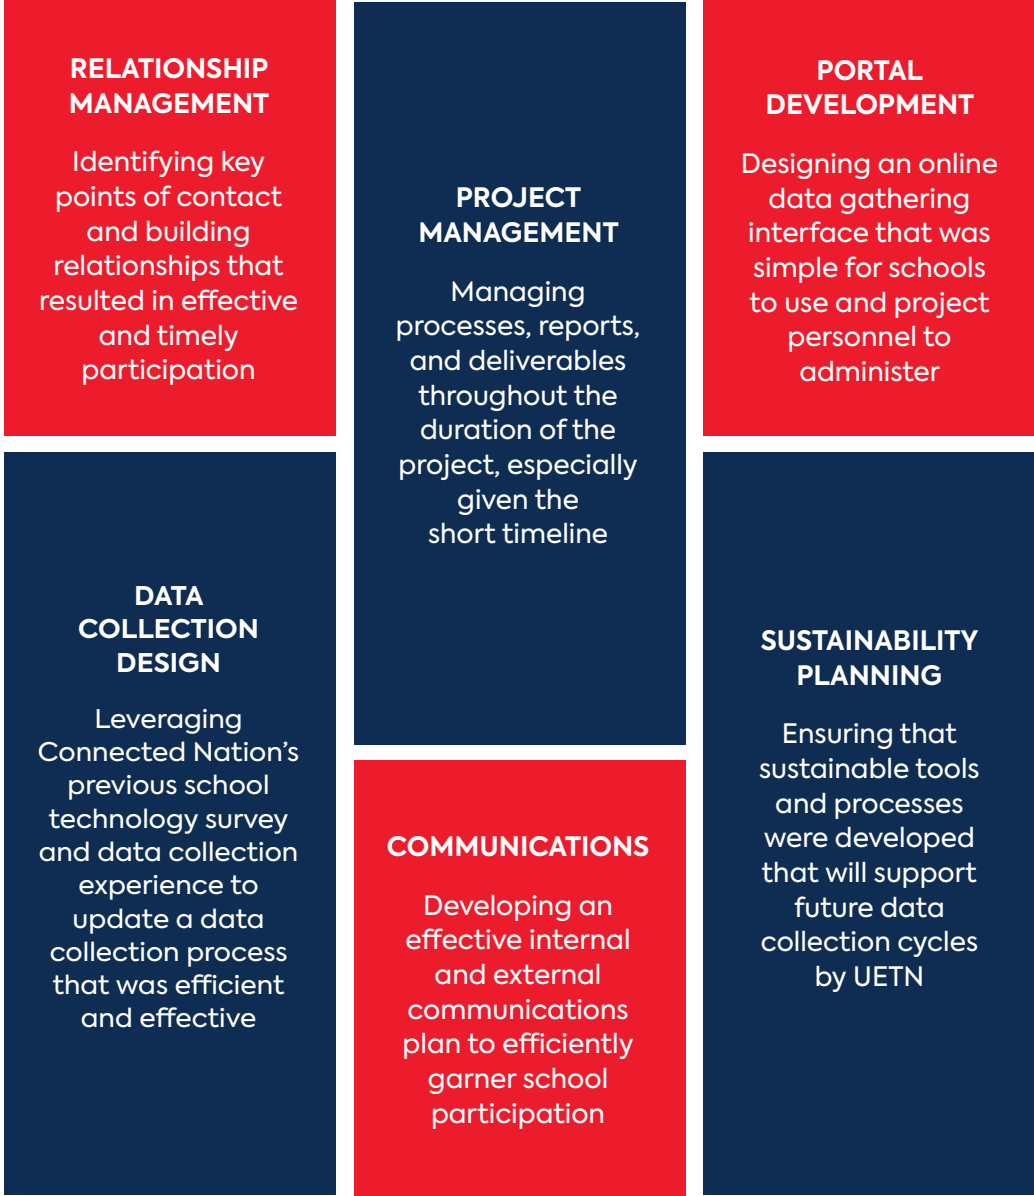 RELATIONSHIP
MANAGEMENT
Identifying key
points of contact
and building
relationships that
resulted in effective
and timely
participation
DATA
COLLECTION
DESIGN
Leveraging
Connected Nation’s
previous school
technology survey
and data collection
experience to
update a data
collection process
that was efficient
and effective
PROJECT
MANAGEMENT
Managing
processes, reports,
and deliverables
throughout the
duration of the
project, especially
given the
short timeline
COMMUNICATIONS
Developing an
effective internal
and external
communications
plan to efficiently
garner school
participation
PORTAL
DEVELOPMENT
Designing an online
data gathering
interface that was
simple for schools
to use and project
personnel to
administer
SUSTAINABILITY
PLANNING
Ensuring that
sustainable tools
and processes
were developed
that will support
future data
collection cycles
by UETN